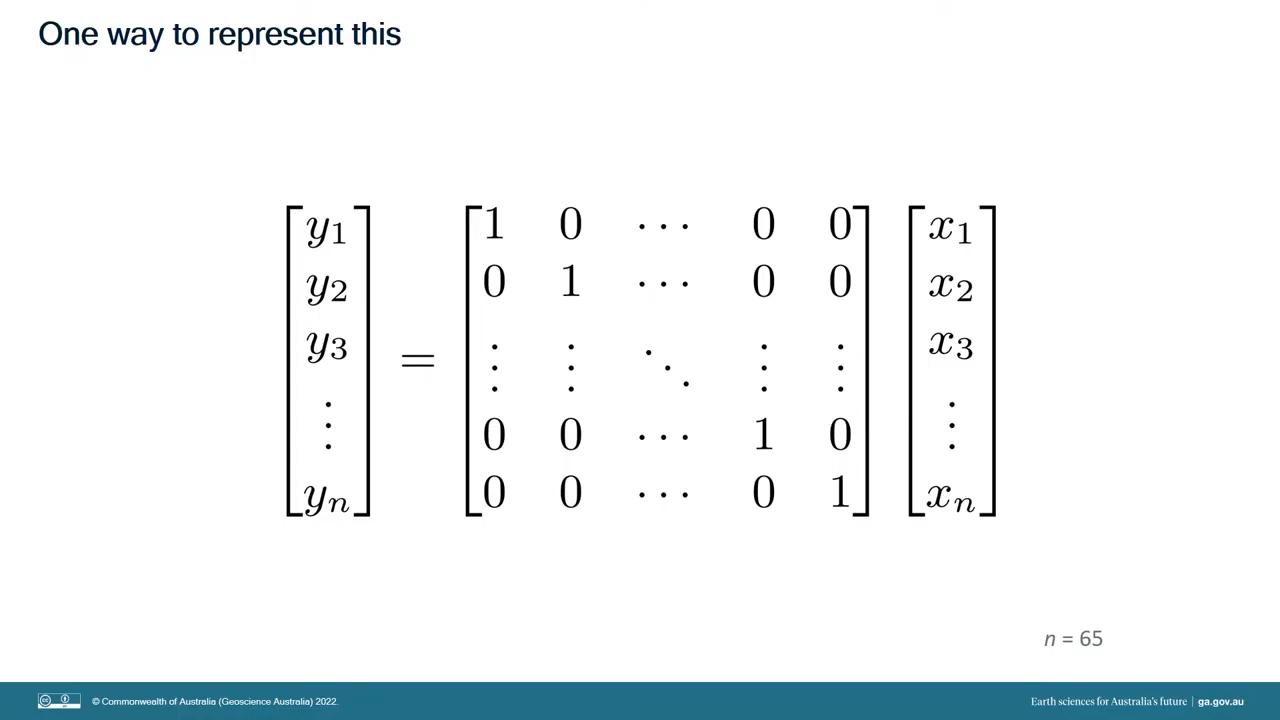 One way to represent this
y₁ 1 0 ⋯ 0 0 x₁
y₂ 0 1 ⋯ 0 0 x₂
y₃ x₃
= ⋮ ⋮ ⋱ ⋮ ⋮
⋮ ⋮
0 0 ⋯ 1 0
yₙ 0 0 ⋯ 0 1 xₙ
n = 65
© Commonwealth of Australia (Geoscience Australia) 2022.
Earth sciences for Australia's future | ga.gov.au